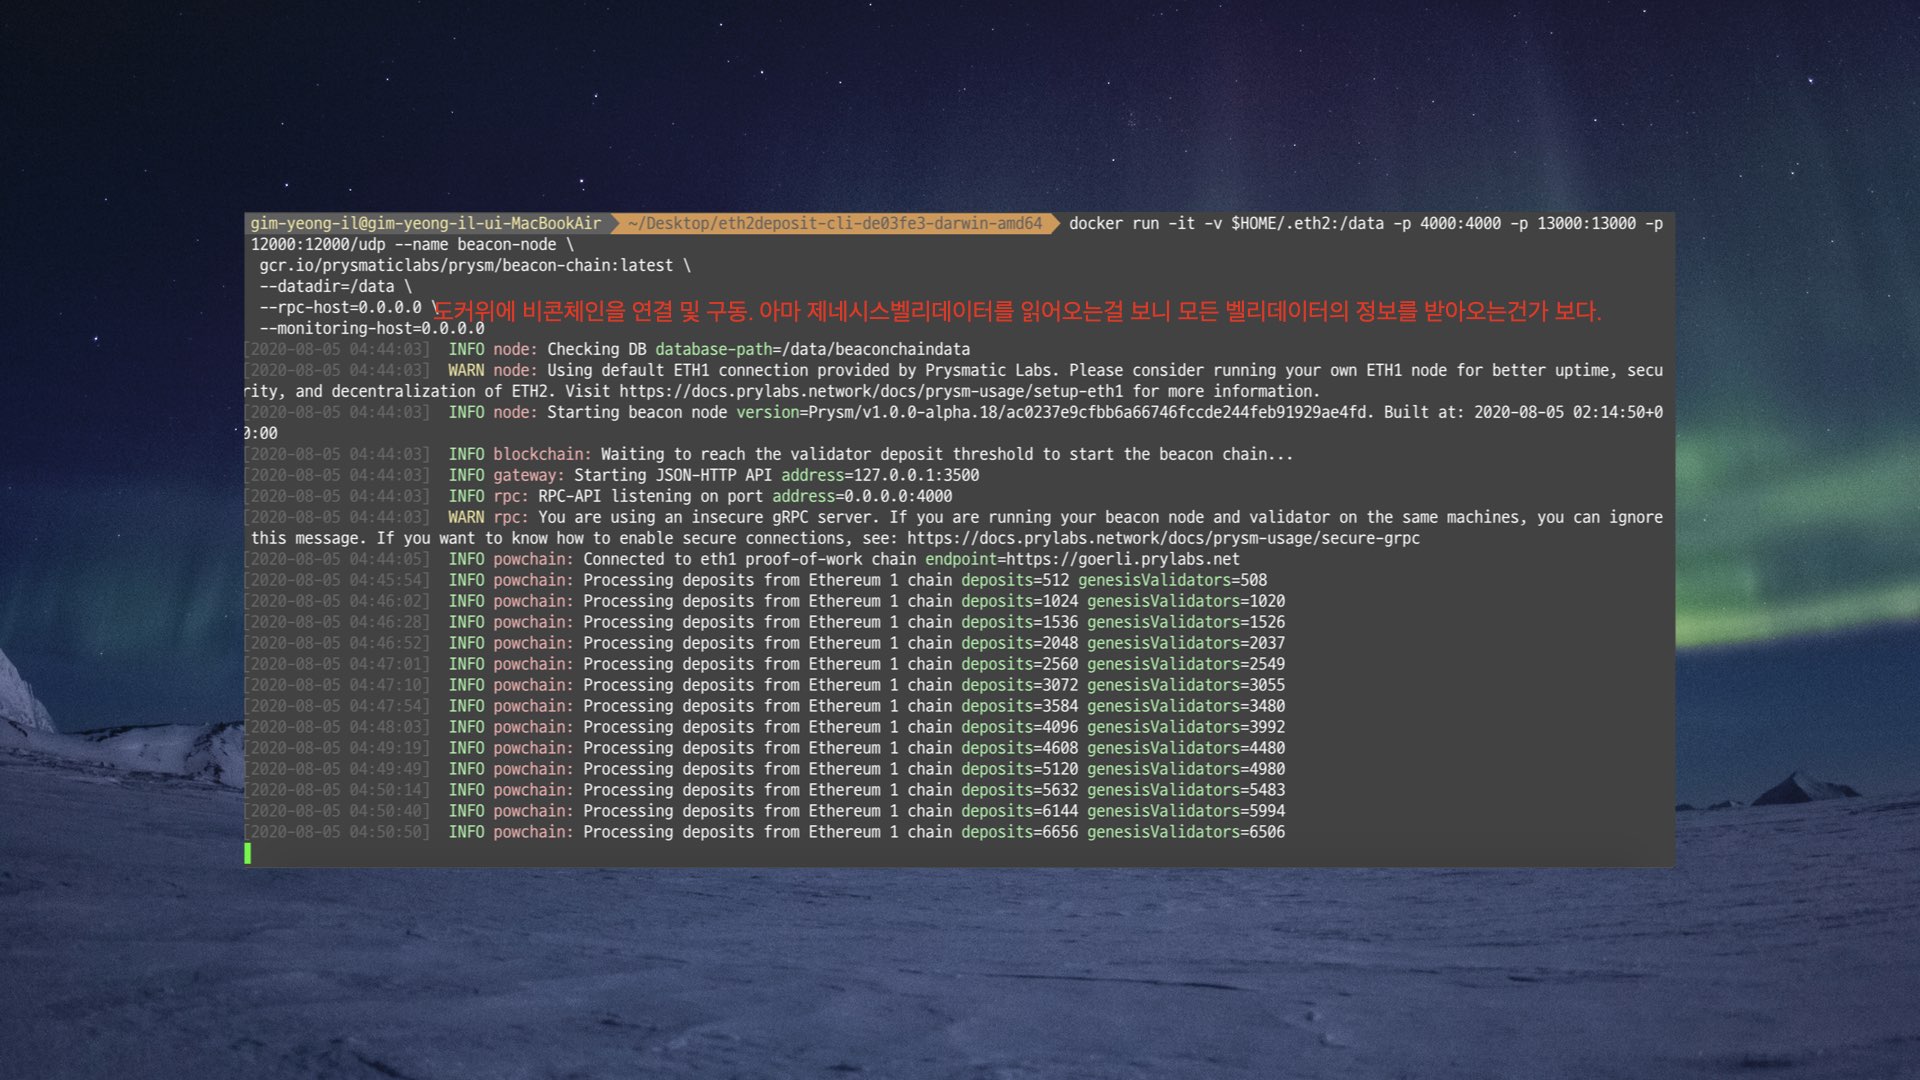 gim-yeong-il@gim-yeong-il-ui-MacBookAir ~/Desktop/eth2deposit-cli-de03fe3-darwin-amd64 docker run -it -v $HOME/.eth2:/data -p 4000:4000 -p 13000:13000 -p
12000:12000/udp --name beacon-node \
gcr.io/prysmaticlabs/prysm/beacon-chain:latest \
--datadir=/data \
--rpc-host=0.0.0.0 \
도커위에 비콘체인을 연결 및 구동. 아마 제네시스벨리데이터를 읽어오는걸 보니 모든 벨리데이터의 정보를 받아오는건가 보다.
--monitoring-host=0.0.0.0
[2020-08-05 04:44:03] INFO node: Checking DB database-path=/data/beaconchaindata
[2020-08-05 04:44:03] WARN node: Using default ETH1 connection provided by Prysmatic Labs. Please consider running your own ETH1 node for better uptime, secu
rity, and decentralization of ETH2. Visit https://docs.prylabs.network/docs/prysm-usage/setup-eth1 for more information.
[2020-08-05 04:44:03] INFO node: Starting beacon node version=Prysm/v1.0.0-alpha.18/ac0237e9cfbb6a66746fccde244feb91929ae4fd. Built at: 2020-08-05 02:14:50+0
0:00
[2020-08-05 04:44:03] INFO blockchain: Waiting to reach the validator deposit threshold to start the beacon chain...
[2020-08-05 04:44:03] INFO gateway: Starting JSON-HTTP API address=127.0.0.1:3500
[2020-08-05 04:44:03] INFO rpc: RPC-API listening on port address=0.0.0.0:4000
[2020-08-05 04:44:03] WARN rpc: You are using an insecure gRPC server. If you are running your beacon node and validator on the same machines, you can ignore
this message. If you want to know how to enable secure connections, see: https://docs.prylabs.network/docs/prysm-usage/secure-grpc
[2020-08-05 04:44:05] INFO powchain: Connected to eth1 proof-of-work chain endpoint=https://goerli.prylabs.net
[2020-08-05 04:45:54] INFO powchain: Processing deposits from Ethereum 1 chain deposits=512 genesisValidators=508
[2020-08-05 04:46:02] INFO powchain: Processing deposits from Ethereum 1 chain deposits=1024 genesisValidators=1020
[2020-08-05 04:46:28] INFO powchain: Processing deposits from Ethereum 1 chain deposits=1536 genesisValidators=1526
[2020-08-05 04:46:52] INFO powchain: Processing deposits from Ethereum 1 chain deposits=2048 genesisValidators=2037
[2020-08-05 04:47:01] INFO powchain: Processing deposits from Ethereum 1 chain deposits=2560 genesisValidators=2549
[2020-08-05 04:47:10] INFO powchain: Processing deposits from Ethereum 1 chain deposits=3072 genesisValidators=3055
[2020-08-05 04:47:54] INFO powchain: Processing deposits from Ethereum 1 chain deposits=3584 genesisValidators=3480
[2020-08-05 04:48:03] INFO powchain: Processing deposits from Ethereum 1 chain deposits=4096 genesisValidators=3992
[2020-08-05 04:49:19] INFO powchain: Processing deposits from Ethereum 1 chain deposits=4608 genesisValidators=4480
[2020-08-05 04:49:49] INFO powchain: Processing deposits from Ethereum 1 chain deposits=5120 genesisValidators=4980
[2020-08-05 04:50:14] INFO powchain: Processing deposits from Ethereum 1 chain deposits=5632 genesisValidators=5483
[2020-08-05 04:50:40] INFO powchain: Processing deposits from Ethereum 1 chain deposits=6144 genesisValidators=5994
[2020-08-05 04:50:50] INFO powchain: Processing deposits from Ethereum 1 chain deposits=6656 genesisValidators=6506